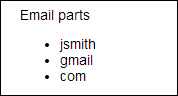 Email parts
• jsmith
• gmail
• com